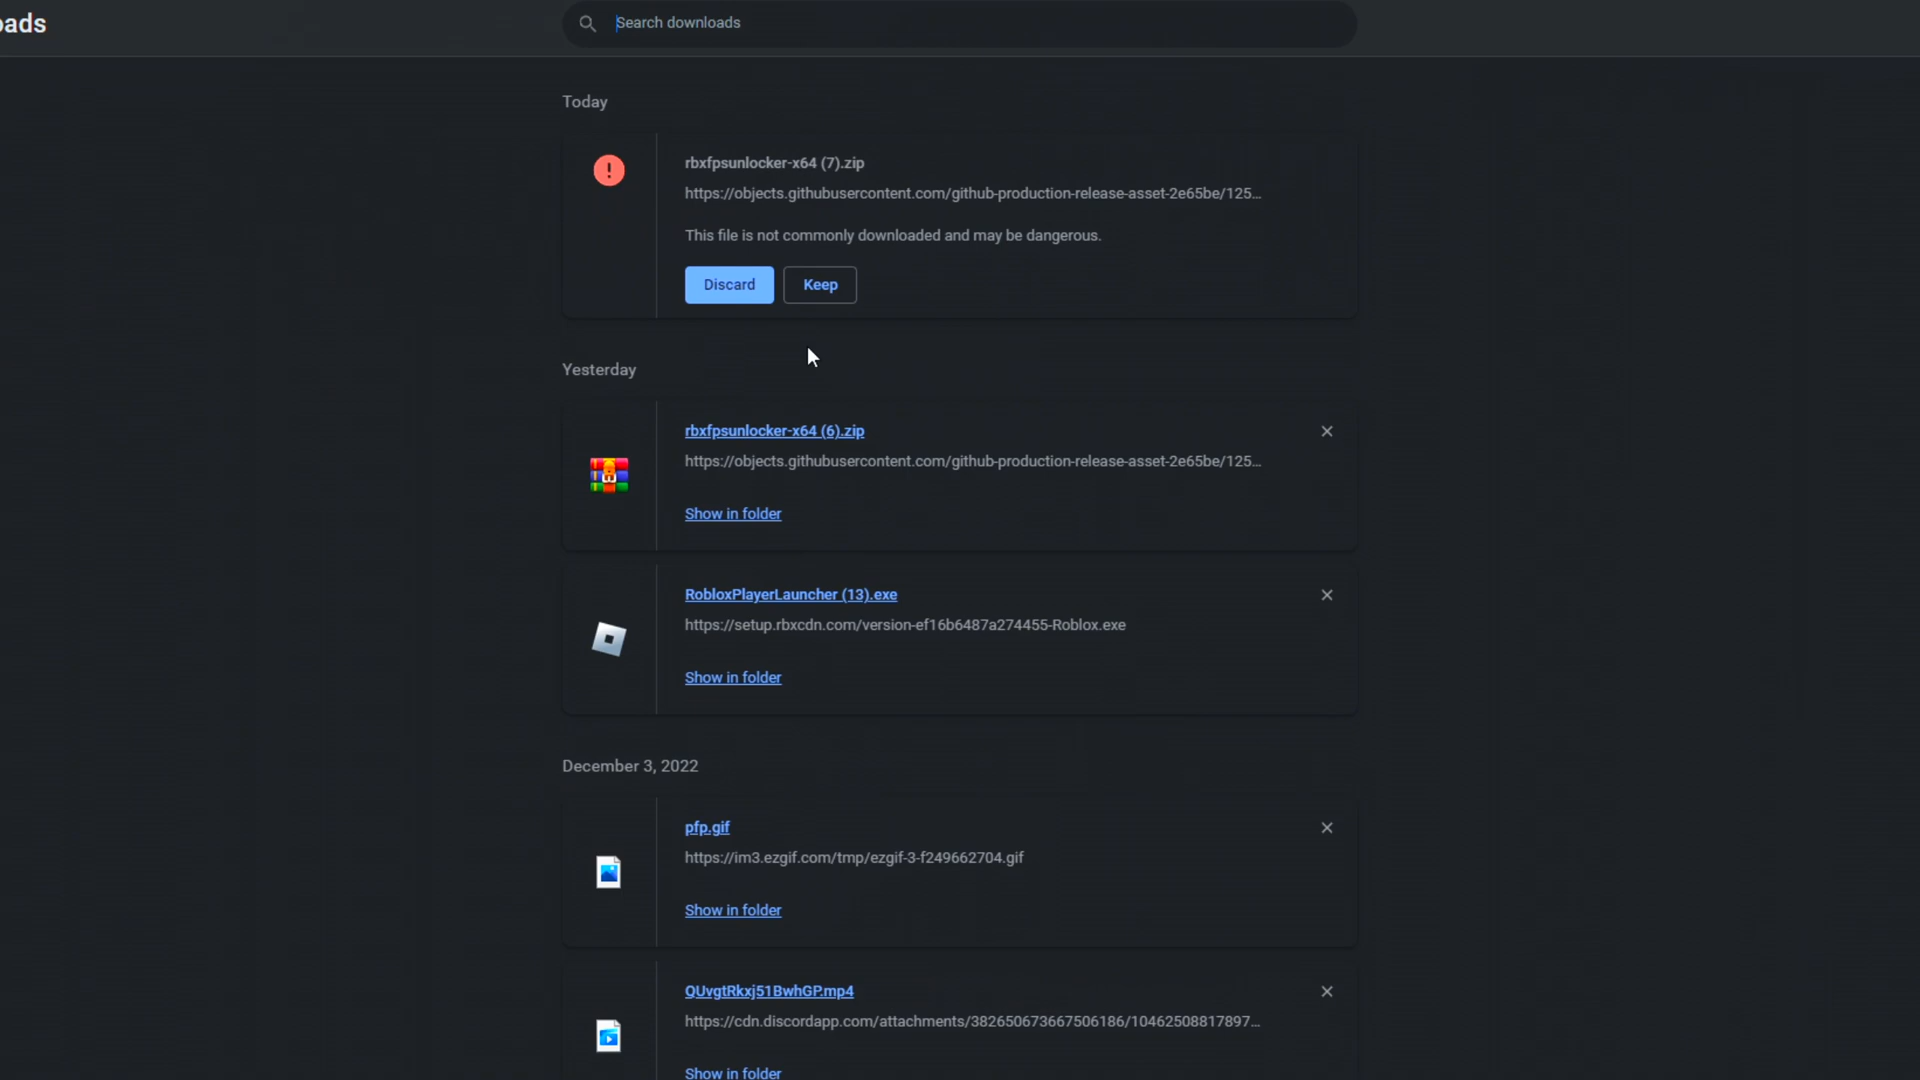 oads
Search downloads
Today
rbxfpsunlocker-x64 (7).zip
https://objects.githubusercontent.com/github-production-release-asset-2e65be/125...
This file is not commonly downloaded and may be dangerous.
Discard
Keep
Yesterday
rbxfpsunlocker-x64 (6).zip
https://objects.githubusercontent.com/github-production-release-asset-2e65be/125...
Show in folder
RobloxPlayerLauncher (13).exe
https://setup.rbxcdn.com/version-ef16b6487a274455-Roblox.exe
Show in folder
December 3, 2022
pfp.gif
https://im3.ezgif.com/tmp/ezgif-3-f249662704.gif
Show in folder
QUvgtRkxj51BwhGP.mp4
https://cdn.discordapp.com/attachments/382650673667506186/10462508817897...
Show in folder